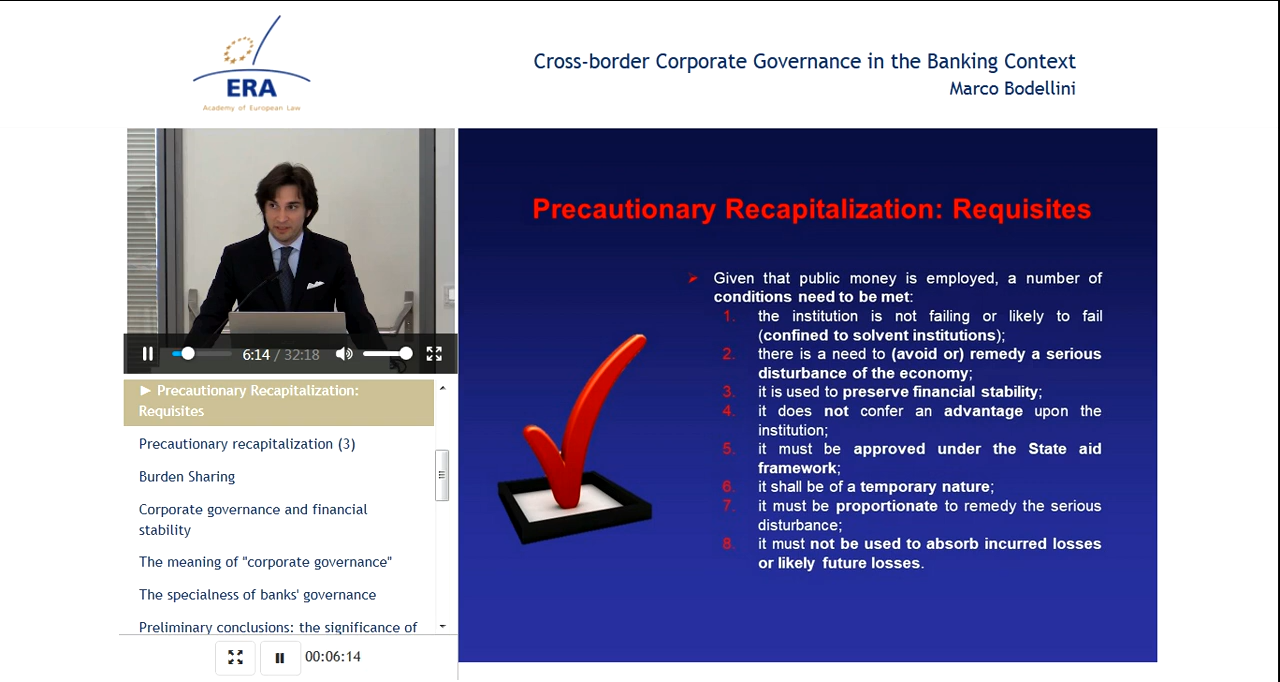 ERA
Academy of European Law
Cross-border Corporate Governance in the Banking Context
Marco Bodellini
6:14 / 32:18
► Precautionary Recapitalization:
Requisites
Precautionary recapitalization (3)
Burden Sharing
Corporate governance and financial
stability
The meaning of "corporate governance"
The specialness of banks' governance
Preliminary conclusions: the significance of
00:06:14
Precautionary Recapitalization: Requisites
Given that public money is employed, a number of
conditions need to be met:
1. the institution is not failing or likely to fail
(confined to solvent institutions);
2. there is a need to (avoid or) remedy a serious
disturbance of the economy;
3. it is used to preserve financial stability;
4. it does not confer an advantage upon the
institution;
5. it must be approved under the State aid
framework;
6. it shall be of a temporary nature;
7. it must be proportionate to remedy the serious
disturbance;
8. it must not be used to absorb incurred losses
or likely future losses.